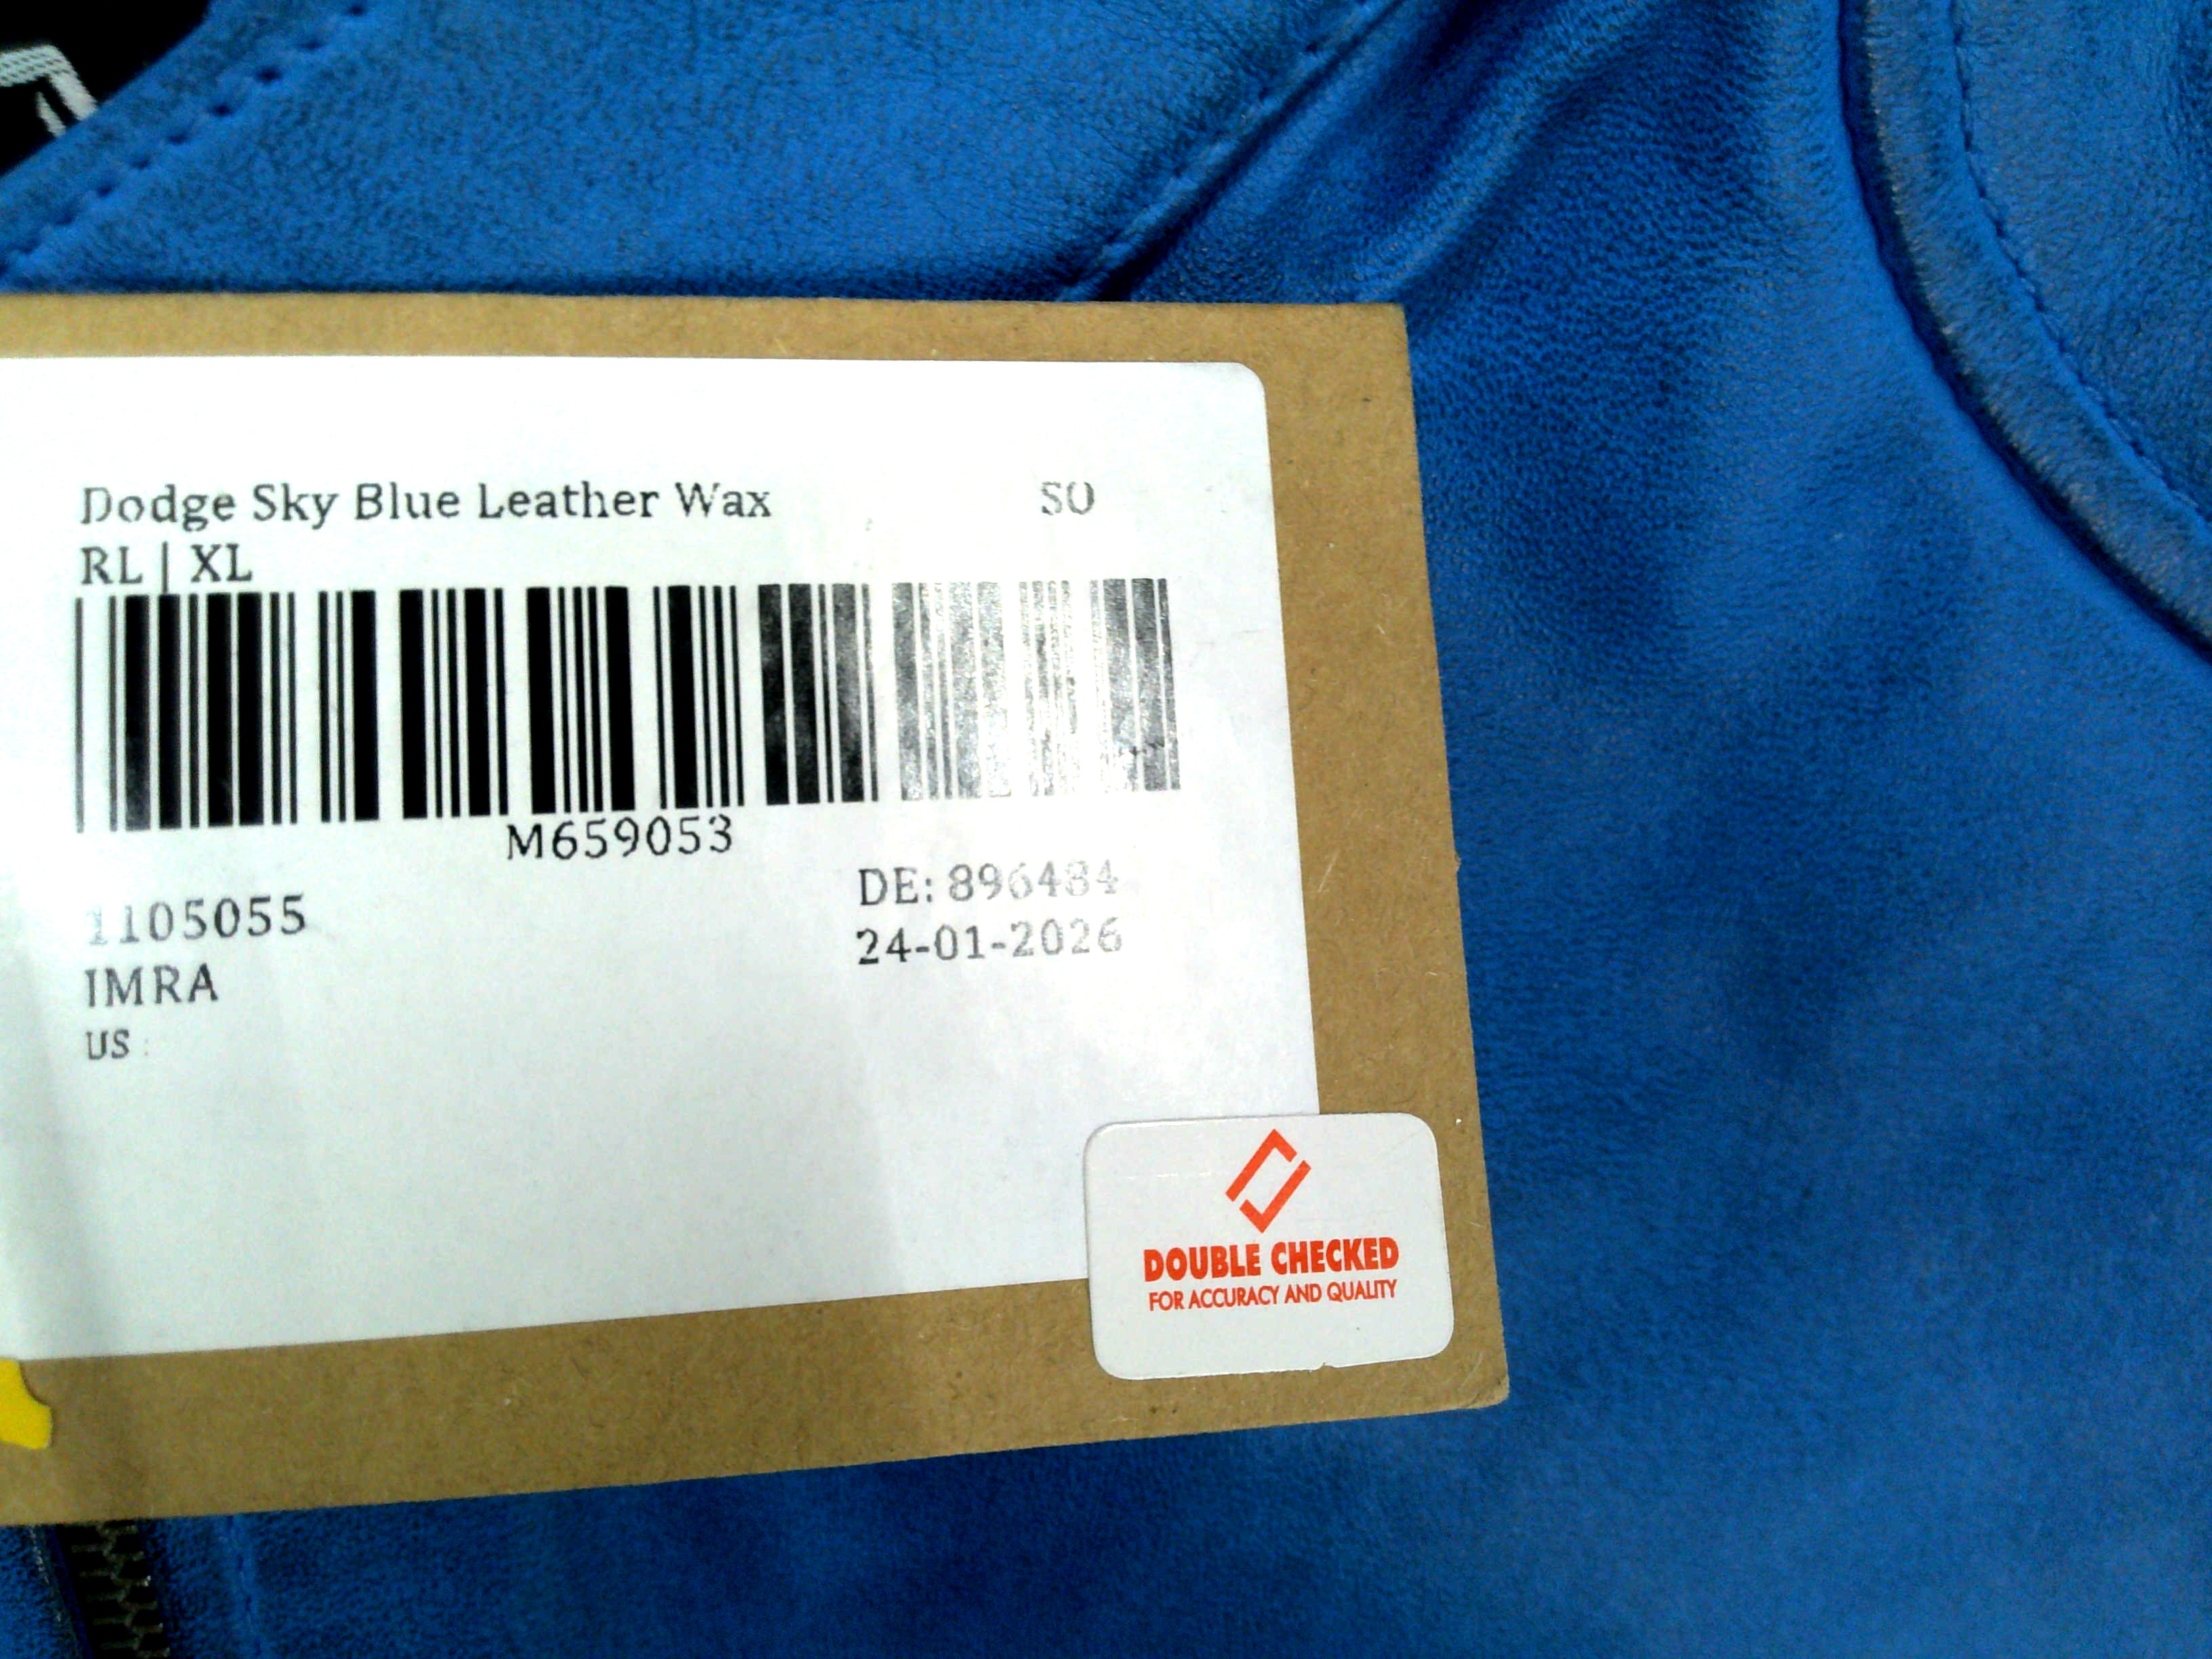 Dodge Sky Blue Leather Wax SO
RL | XL
M659053
1105055
DE: 896484
IMRA
24-01-2026
US :
DOUBLE CHECKED
FOR ACCURACY AND QUALITY